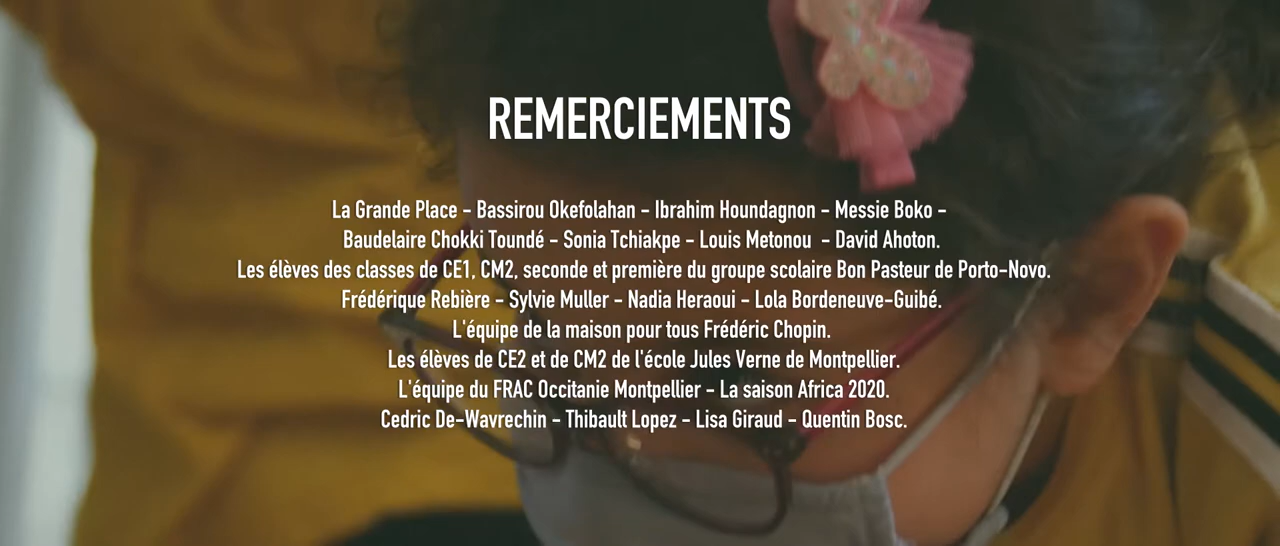 REMERCIEMENTS
La Grande Place - Bassirou Okefolahan - Ibrahim Houndagnon - Messie Boko -
Baudelaire Chokki Toundé - Sonia Tchiakpe - Louis Metonou  - David Ahoton.
Les élèves des classes de CE1, CM2, seconde et première du groupe scolaire Bon Pasteur de Porto-Novo.
Frédérique Rebière - Sylvie Muller - Nadia Heraoui - Lola Bordeneuve-Guibé.
L'équipe de la maison pour tous Frédéric Chopin.
Les élèves de CE2 et de CM2 de l'école Jules Verne de Montpellier.
L'équipe du FRAC Occitanie Montpellier - La saison Africa 2020.
Cedric De-Wavrechin - Thibault Lopez - Lisa Giraud - Quentin Bosc.